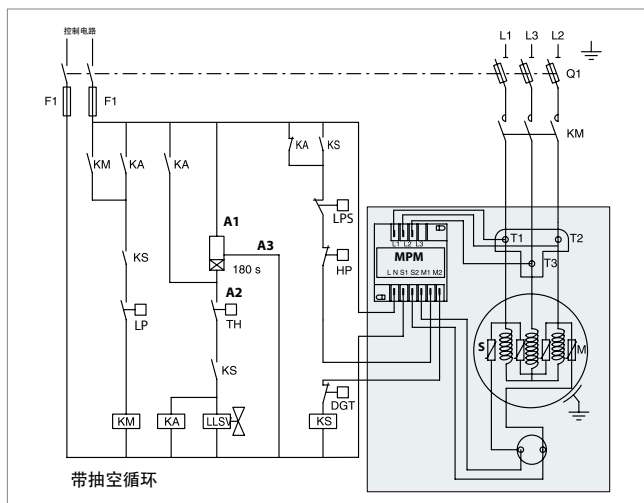 控制电路
L1 L3 L2
Q1
F1 F1
KM
KM KA KA KA KS
A1
LPS
A3
T1 T2
L1 L2 L3
MPM
T3
HP
L N S1 S2 M1 M2
KS
180 s
A2
LP
TH
S M
KS
DGT
KM KA LLSV KS
带抽空循环